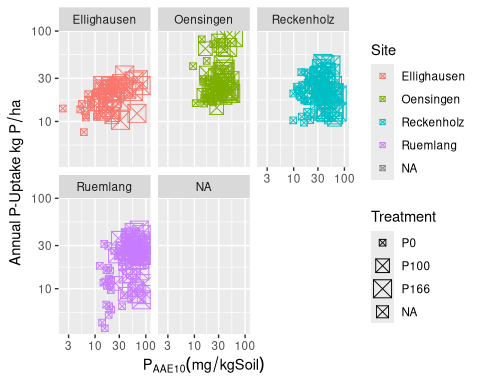 Ellighausen Oensingen Reckenholz
100
30
10
Ruemlang NA
3 10 30 100
100
30
10
3 10 30 100 3 10 30 100
Annual P-Uptake kg P/ha
P_AAE10(mg/kgSoil)
Site
Ellighausen
Oensingen
Reckenholz
Ruemlang
NA
Treatment
P0
P100
P166
NA